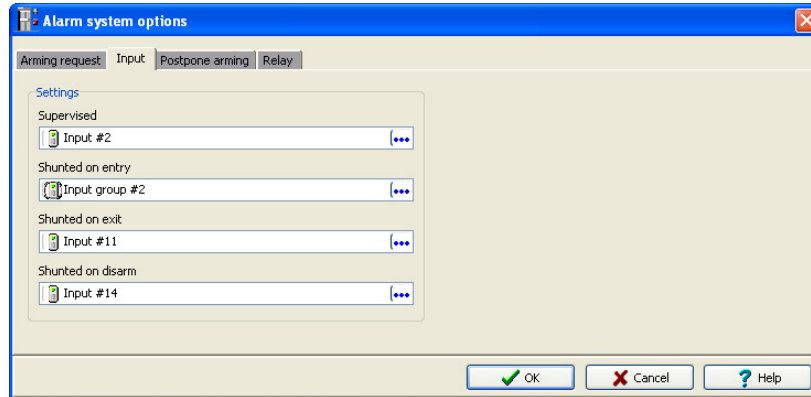 Alarm system options
Arming request Input Postpone arming Relay
Settings
Supervised
Input #2
Shunted on entry
Input group #2
Shunted on exit
Input #11
Shunted on disarm
Input #14
OK Cancel Help